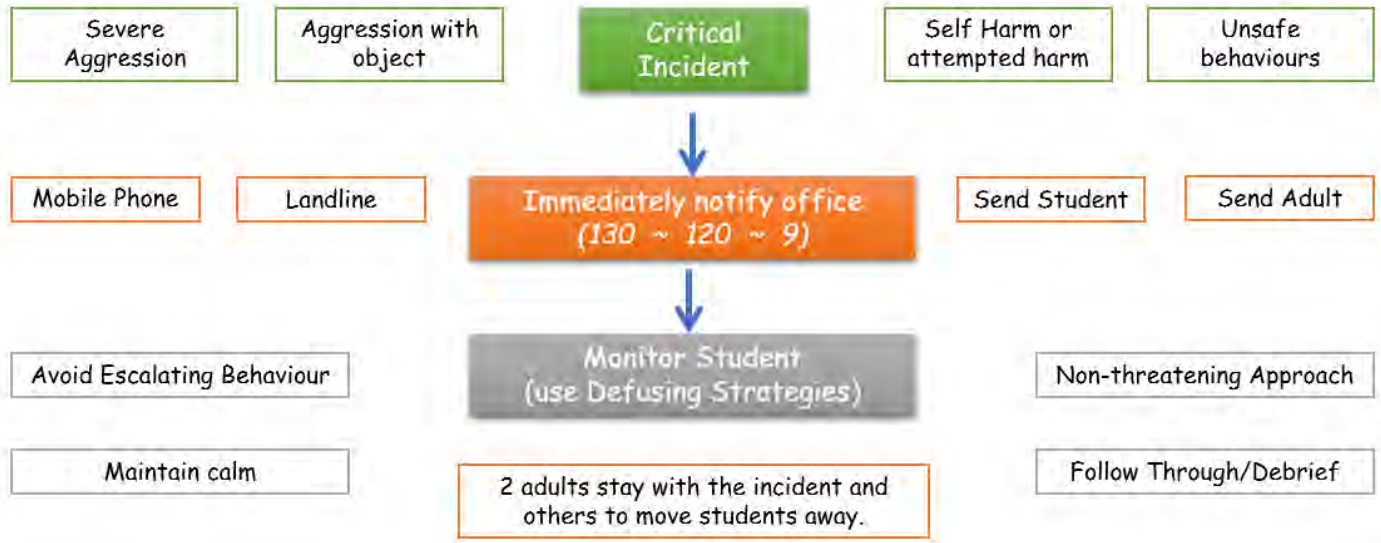 Severe
Aggression
Aggression with
object
Critical
Incident
Self Harm or
attempted harm
Unsafe
behaviours
Mobile Phone
Landline
Immediately notify office
(130 ~ 120 ~ 9)
Send Student
Send Adult
Avoid Escalating Behaviour
Monitor Student
(use Defusing Strategies)
Non-threatening Approach
Maintain calm
2 adults stay with the incident and
others to move students away.
Follow Through/Debrief